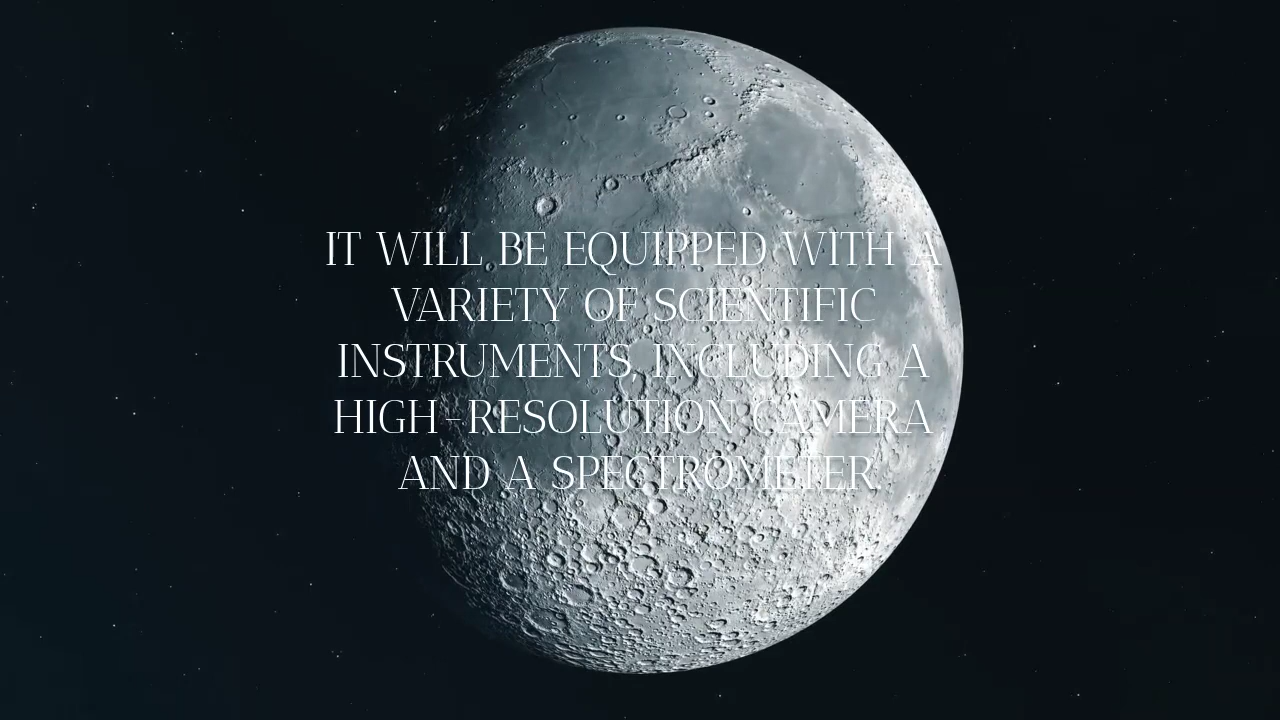 IT WILL BE EQUIPPED WITH A
VARIETY OF SCIENTIFIC
INSTRUMENTS, INCLUDING A
HIGH-RESOLUTION CAMERA
AND A SPECTROMETER.